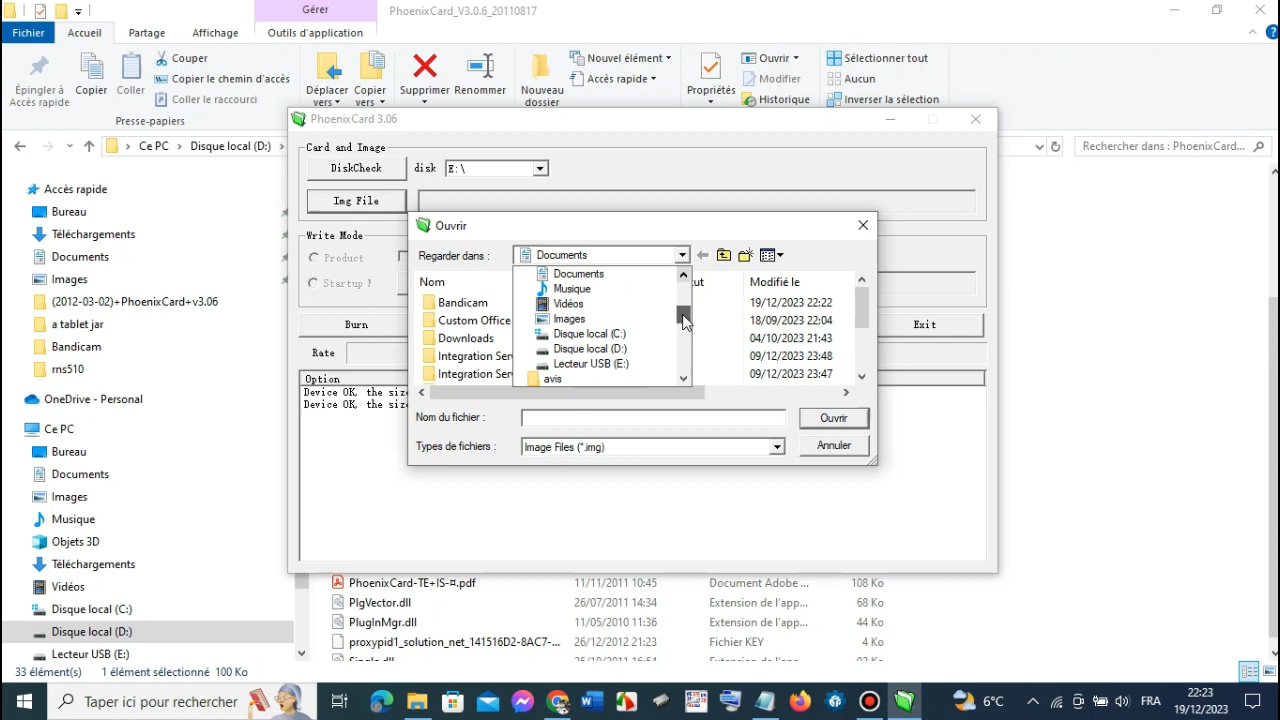 Gérer
PhoenixCard_V3.0.6_20110817
Fichier
Accueil
Partage
Affichage
Outils d'application
Épingler à
Accès rapide
Copier
Coller
Couper
Copier le chemin d'accès
Coller le raccourci
Presse-papiers
Déplacer
vers
Copier
vers
Supprimer
Renommer
Nouveau
dossier
Nouvel élément
Accès rapide
Propriétés
Ouvrir
Modifier
Historique
Sélectionner tout
Aucun
Inverser la sélection
Ce PC
Disque local (D:)
Rechercher dans : PhoenixCard...
Accès rapide
Bureau
Téléchargements
Documents
Images
(2012-03-02)+PhoenixCard+v3.06
a tablet jar
Bandicam
rns510
OneDrive - Personal
Ce PC
Bureau
Documents
Images
Musique
Objets 3D
Téléchargements
Vidéos
Disque local (C:)
Disque local (D:)
Lecteur USB (E:)
PhoenixCard 3.06
Card and Image
DiskCheck
disk
E:\
Img File
Write Mode
Product
Startup ?
Burn
Exit
Rate
Option
Device OK, the size
Device OK, the size
Ouvrir
Regarder dans :
Documents
Nom
Modifié le
Bandicam
Custom Office
Downloads
Integration Serv
Integration Serv
Documents
Musique
Vidéos
Images
Disque local (C:)
Disque local (D:)
Lecteur USB (E:)
avis
19/12/2023 22:22
18/09/2023 22:04
04/10/2023 21:43
09/12/2023 23:48
09/12/2023 23:47
Nom du fichier :
Ouvrir
Types de fichiers :
Image Files (*.img)
Annuler
PhoenixCard-TE+IS-¤.pdf 11/11/2011 10:45 Document Adobe ... 108 Ko
PlgVector.dll 26/07/2011 14:34 Extension de l'app... 68 Ko
PlugInMgr.dll 11/05/2010 11:36 Extension de l'app... 44 Ko
proxypid1_solution_net_141516D2-8AC7-... 26/12/2012 21:23 Fichier KEY 4 Ko
33 élément(s)
1 élément sélectionné 100 Ko
Taper ici pour rechercher
6°C
FRA
22:23
19/12/2023